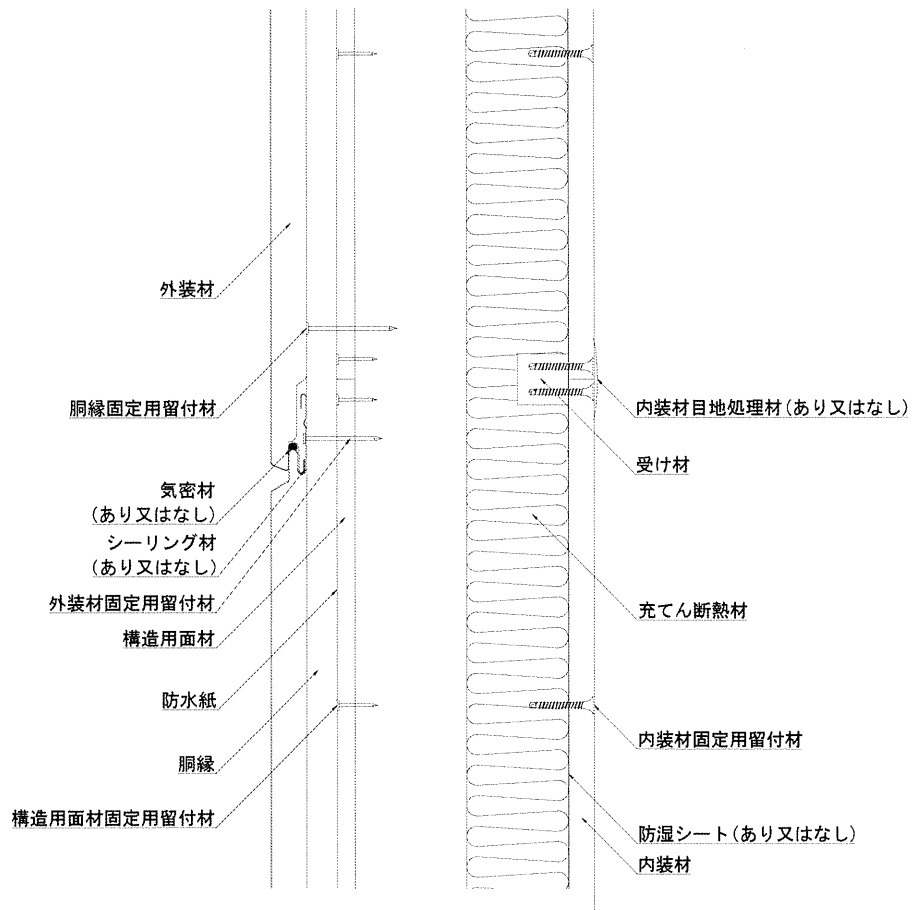 外装材
胴縁固定用留付材
気密材
(あり又はなし)
シーリング材
(あり又はなし)
外装材固定用留付材
構造用面材
防水紙
胴縁
構造用面材固定用留付材
内装材目地処理材(あり又はなし)
受け材
充てん断熱材
内装材固定用留付材
防湿シート(あり又はなし)
内装材